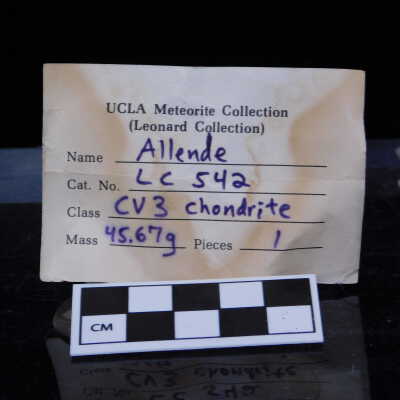 UCLA Meteorite Collection
(Leonard Collection)
Name Allende
Cat. No. LC 542
Class CV3 chondrite
Mass 45.67g Pieces 1
CM